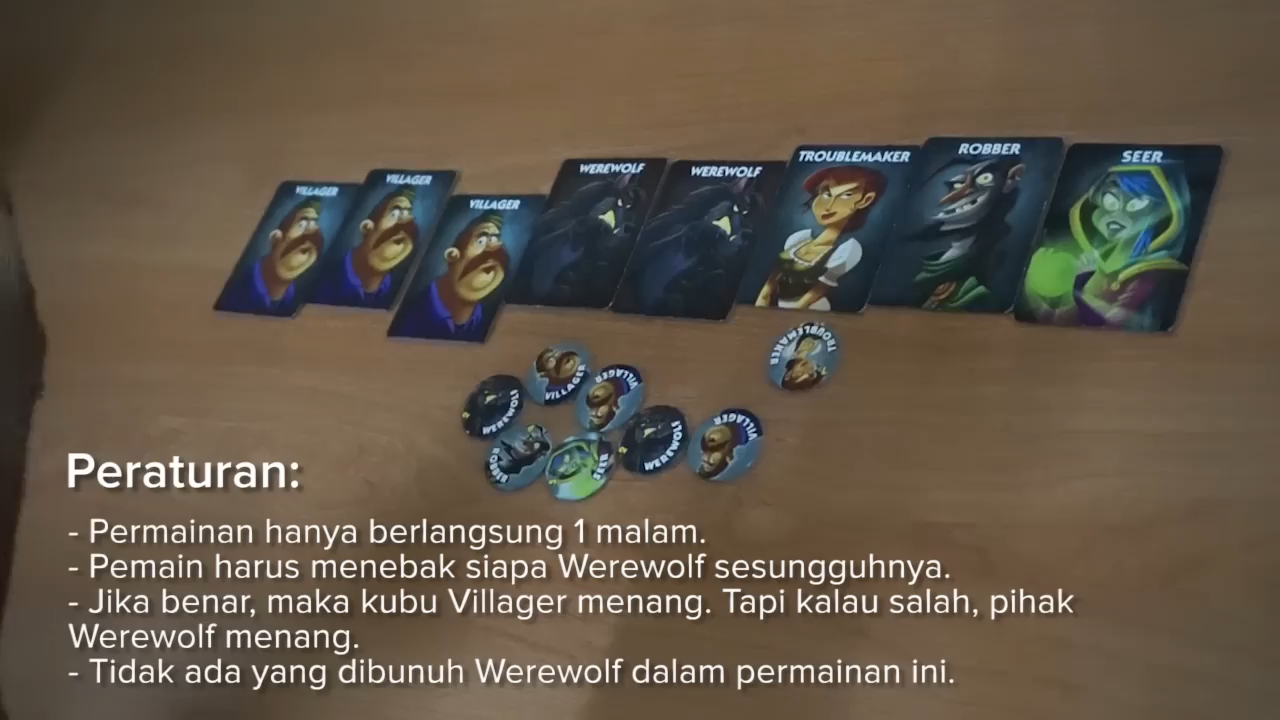 VILLAGER
VILLAGER
VILLAGER
WEREWOLF
WEREWOLF
TROUBLEMAKER
ROBBER
SEER
TROUBLEMAKER
VILLAGER
VILLAGER
WEREWOLF
ROBBER
SEER
WEREWOLF
VILLAGER
Peraturan:
- Permainan hanya berlangsung 1 malam.
- Pemain harus menebak siapa Werewolf sesungguhnya.
- Jika benar, maka kubu Villager menang. Tapi kalau salah, pihak
Werewolf menang.
- Tidak ada yang dibunuh Werewolf dalam permainan ini.